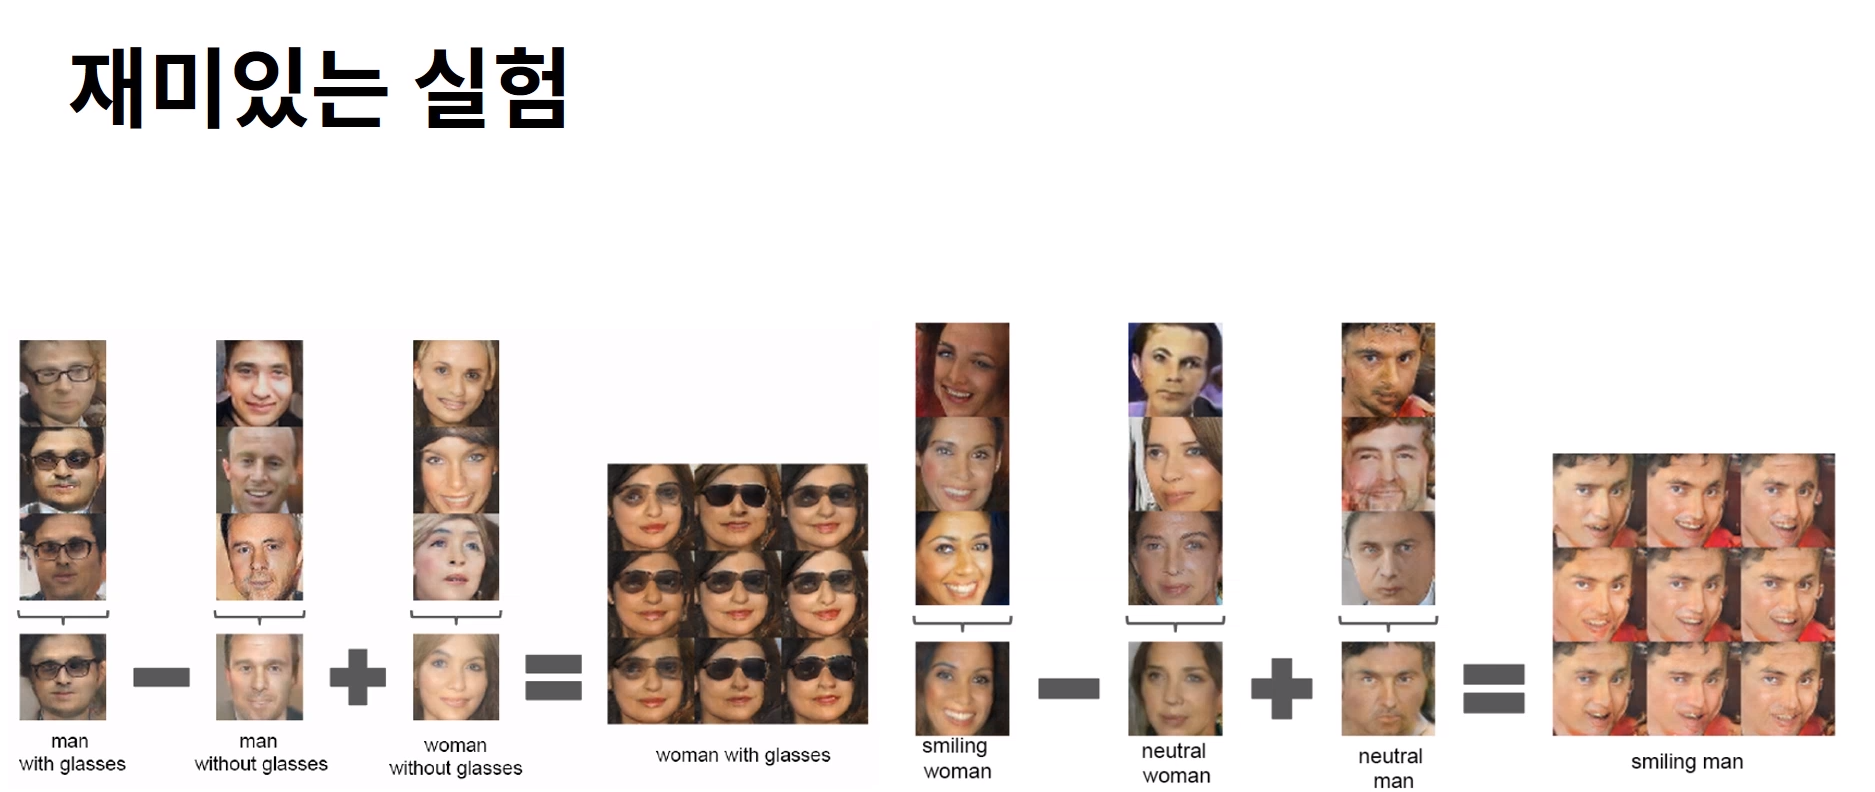 재미있는 실험
man
with glasses
man
without glasses
woman
without glasses
woman with glasses
smiling
woman
neutral
woman
neutral
man
smiling man